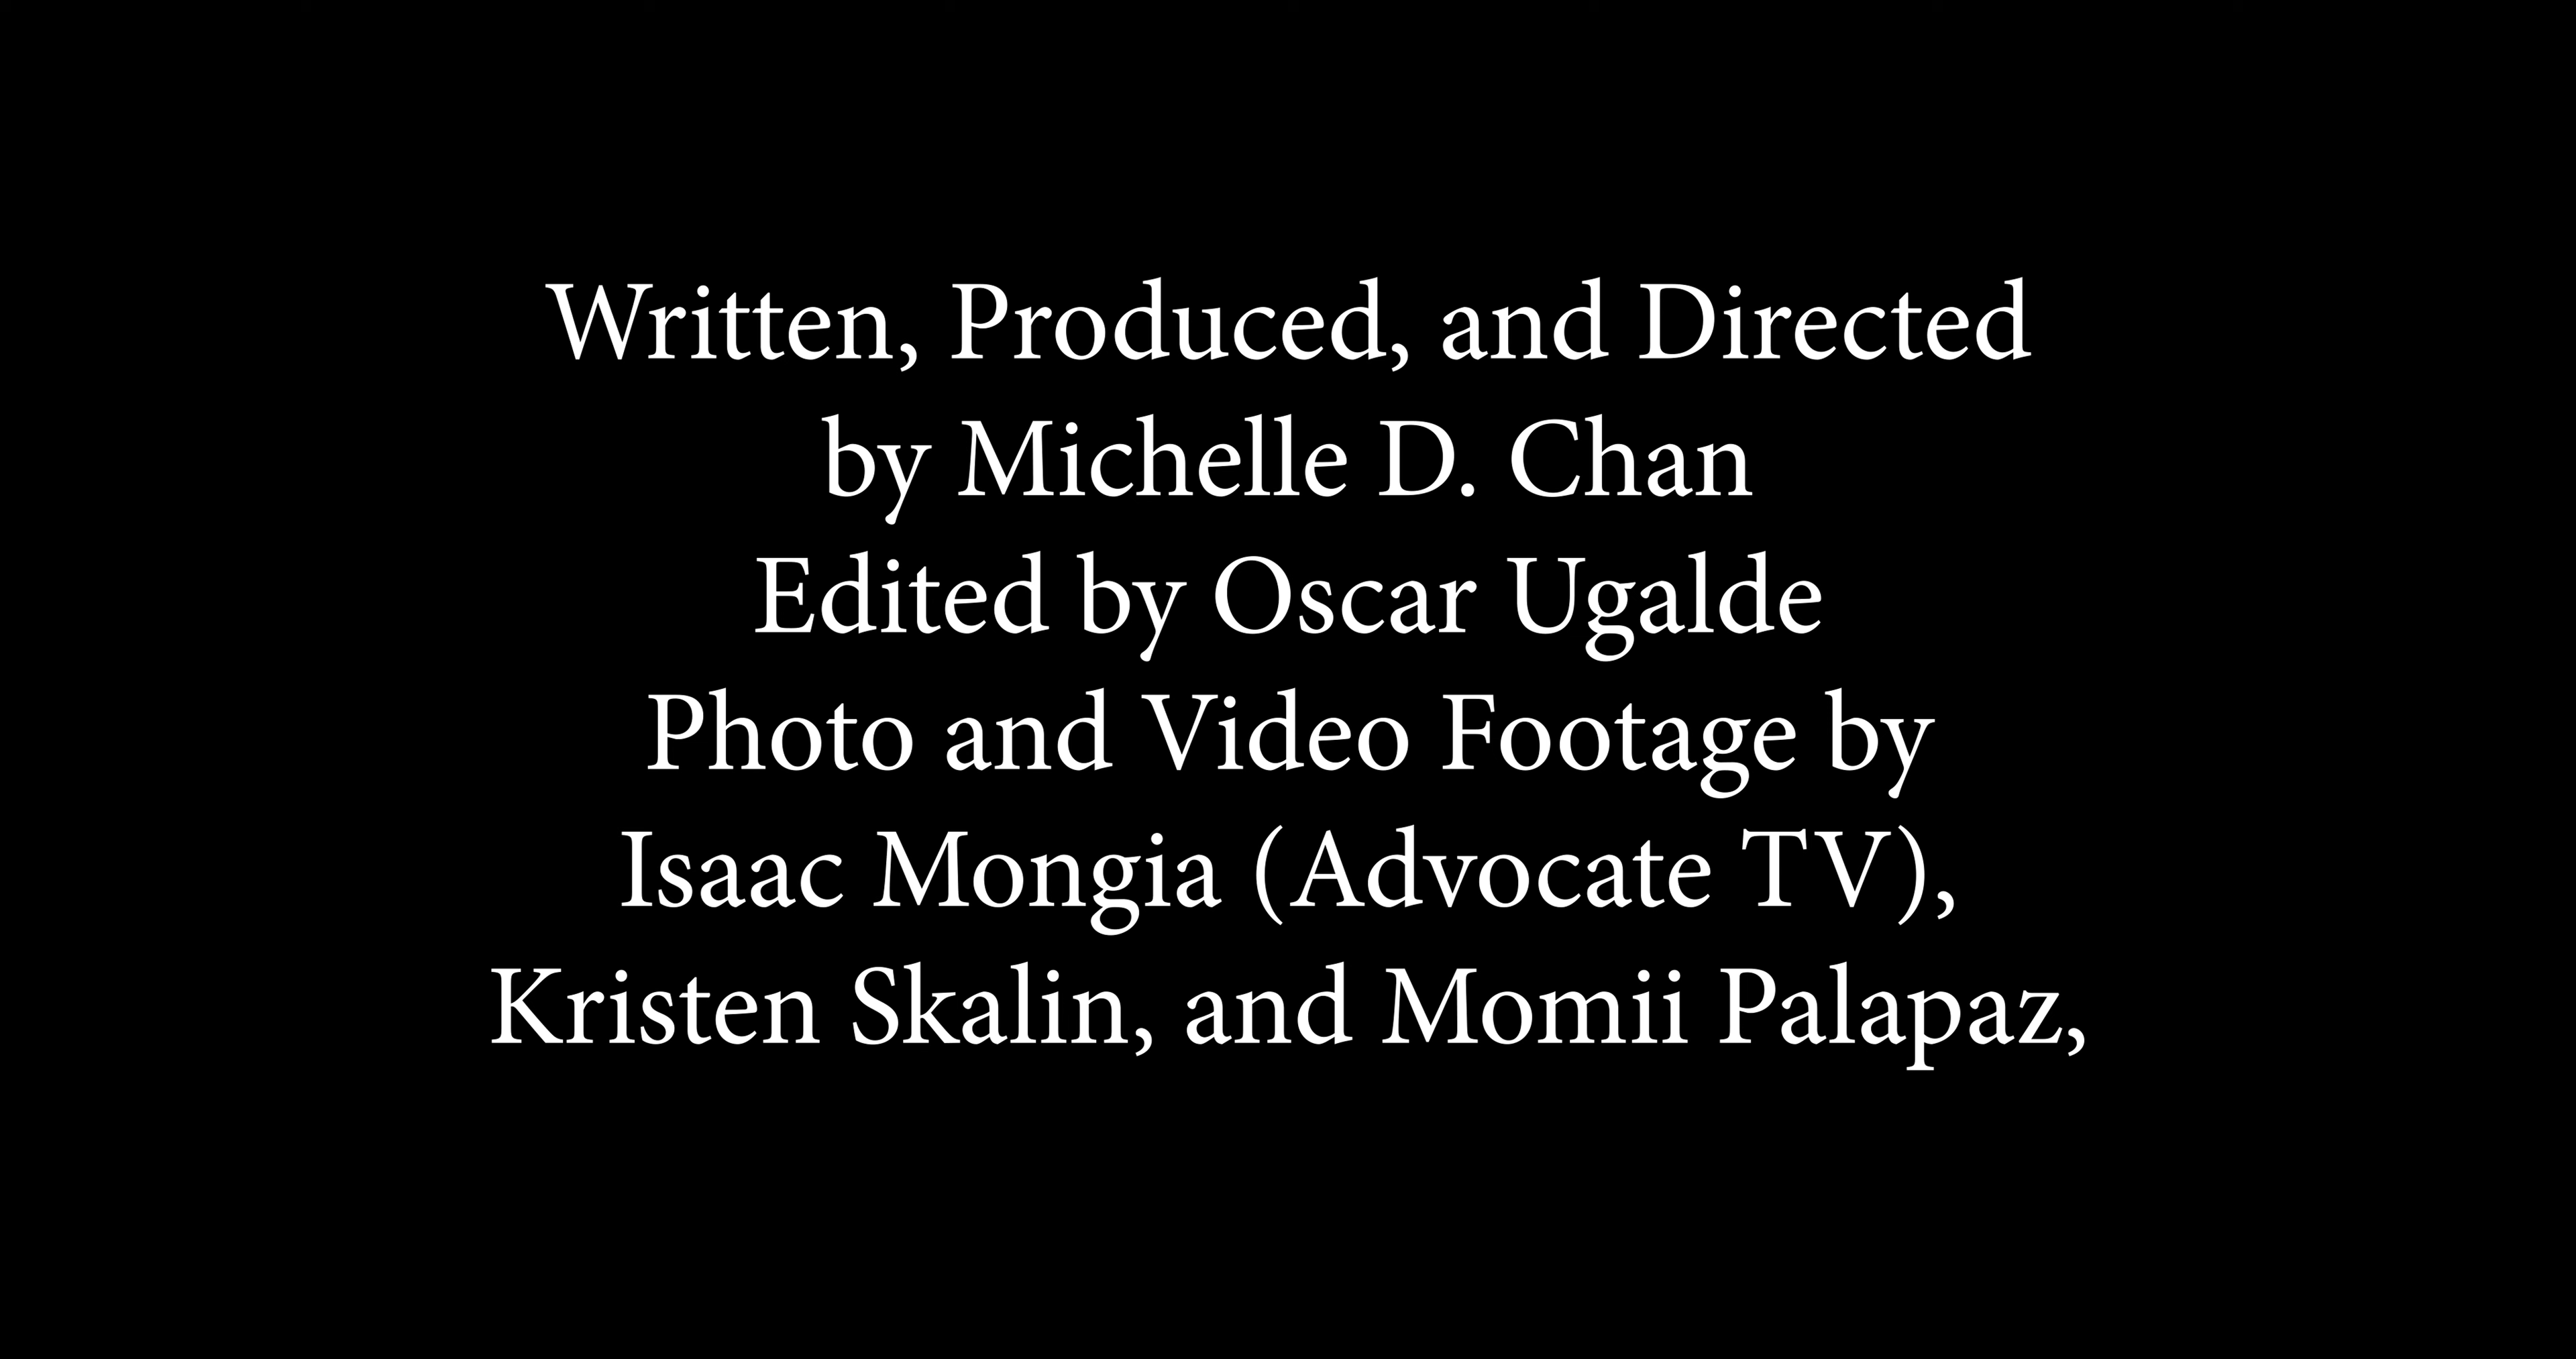 Written, Produced, and Directed
by Michelle D. Chan
Edited by Oscar Ugalde
Photo and Video Footage by
Isaac Mongia (Advocate TV),
Kristen Skalin, and Momii Palapaz,